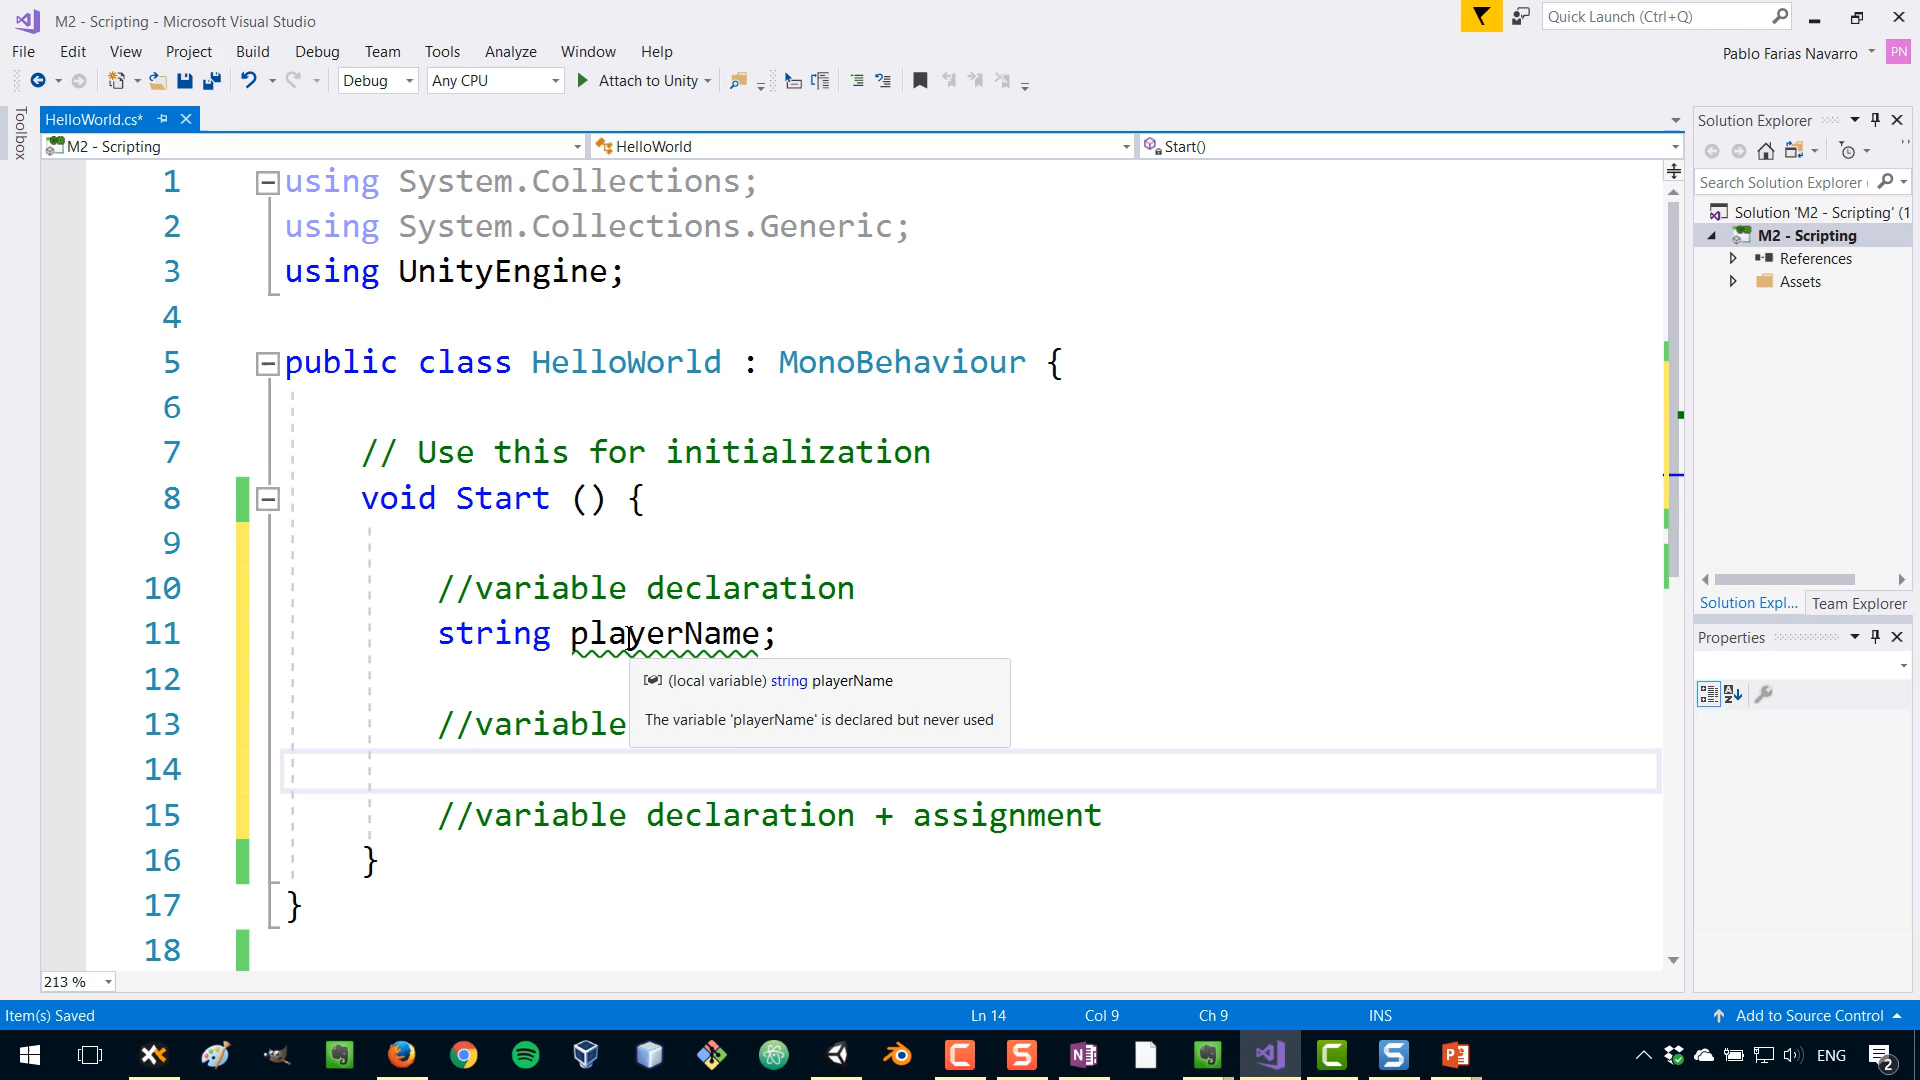 M2 - Scripting - Microsoft Visual Studio
Quick Launch (Ctrl+Q)
File Edit View Project Build Debug Team Tools Analyze Window Help
Pablo Farias Navarro PN
Debug Any CPU Attach to Unity
Toolbox
HelloWorld.cs*
M2 - Scripting HelloWorld Start()
1 using System.Collections;
2 using System.Collections.Generic;
3 using UnityEngine;
4
5 public class HelloWorld : MonoBehaviour {
6
7 // Use this for initialization
8 void Start () {
9
10 //variable declaration
11 string playerName;
12
(local variable) string playerName
The variable 'playerName' is declared but never used
13 //variable
14
15 //variable declaration + assignment
16 }
17 }
18
213 %
Solution Explorer
Search Solution Explorer (
Solution 'M2 - Scripting' (1
M2 - Scripting
References
Assets
Solution Expl... Team Explorer
Properties
Item(s) Saved Ln 14 Col 9 Ch 9 INS Add to Source Control
ENG 2